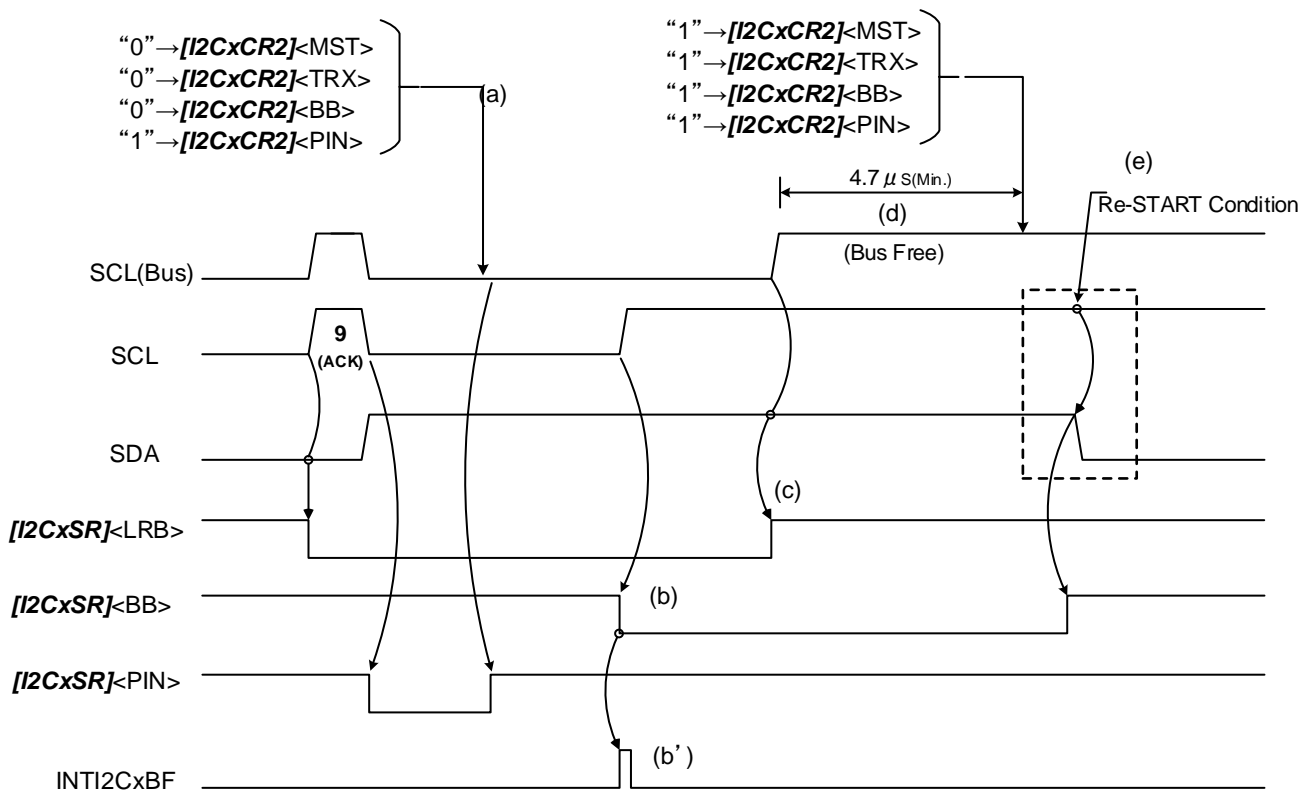 “0”→[I2CxCR2]<MST>
“0”→[I2CxCR2]<TRX>
“0”→[I2CxCR2]<BB>
“1”→[I2CxCR2]<PIN>
(a)
“1”→[I2CxCR2]<MST>
“1”→[I2CxCR2]<TRX>
“1”→[I2CxCR2]<BB>
“1”→[I2CxCR2]<PIN>
4.7 μ S(Min.)
(d)
(Bus Free)
(e)
Re-START Condition
SCL(Bus)
9
(ACK)
SCL
SDA
(c)
[I2CxSR]<LRB>
[I2CxSR]<BB>
(b)
[I2CxSR]<PIN>
INTI2CxBF
(b’)